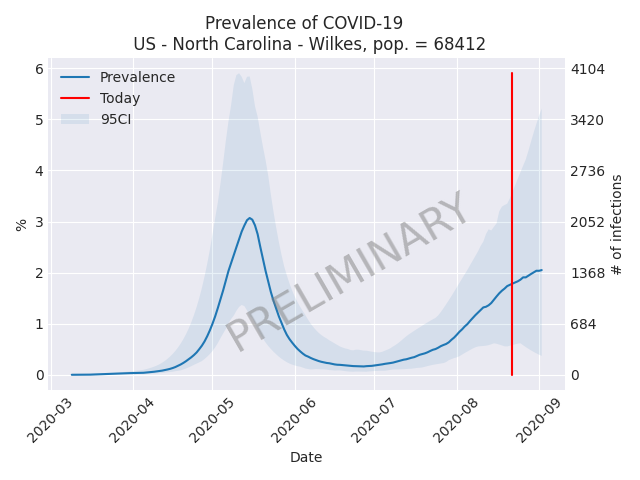 Prevalence of COVID-19
US - North Carolina - Wilkes, pop. = 68412
Prevalence
Today
95CI
PRELIMINARY
%
6
5
4
3
2
1
0
4104
3420
2736
2052
1368
684
0
# of infections
2020-03
2020-04
2020-05
2020-06
2020-07
2020-08
2020-09
Date